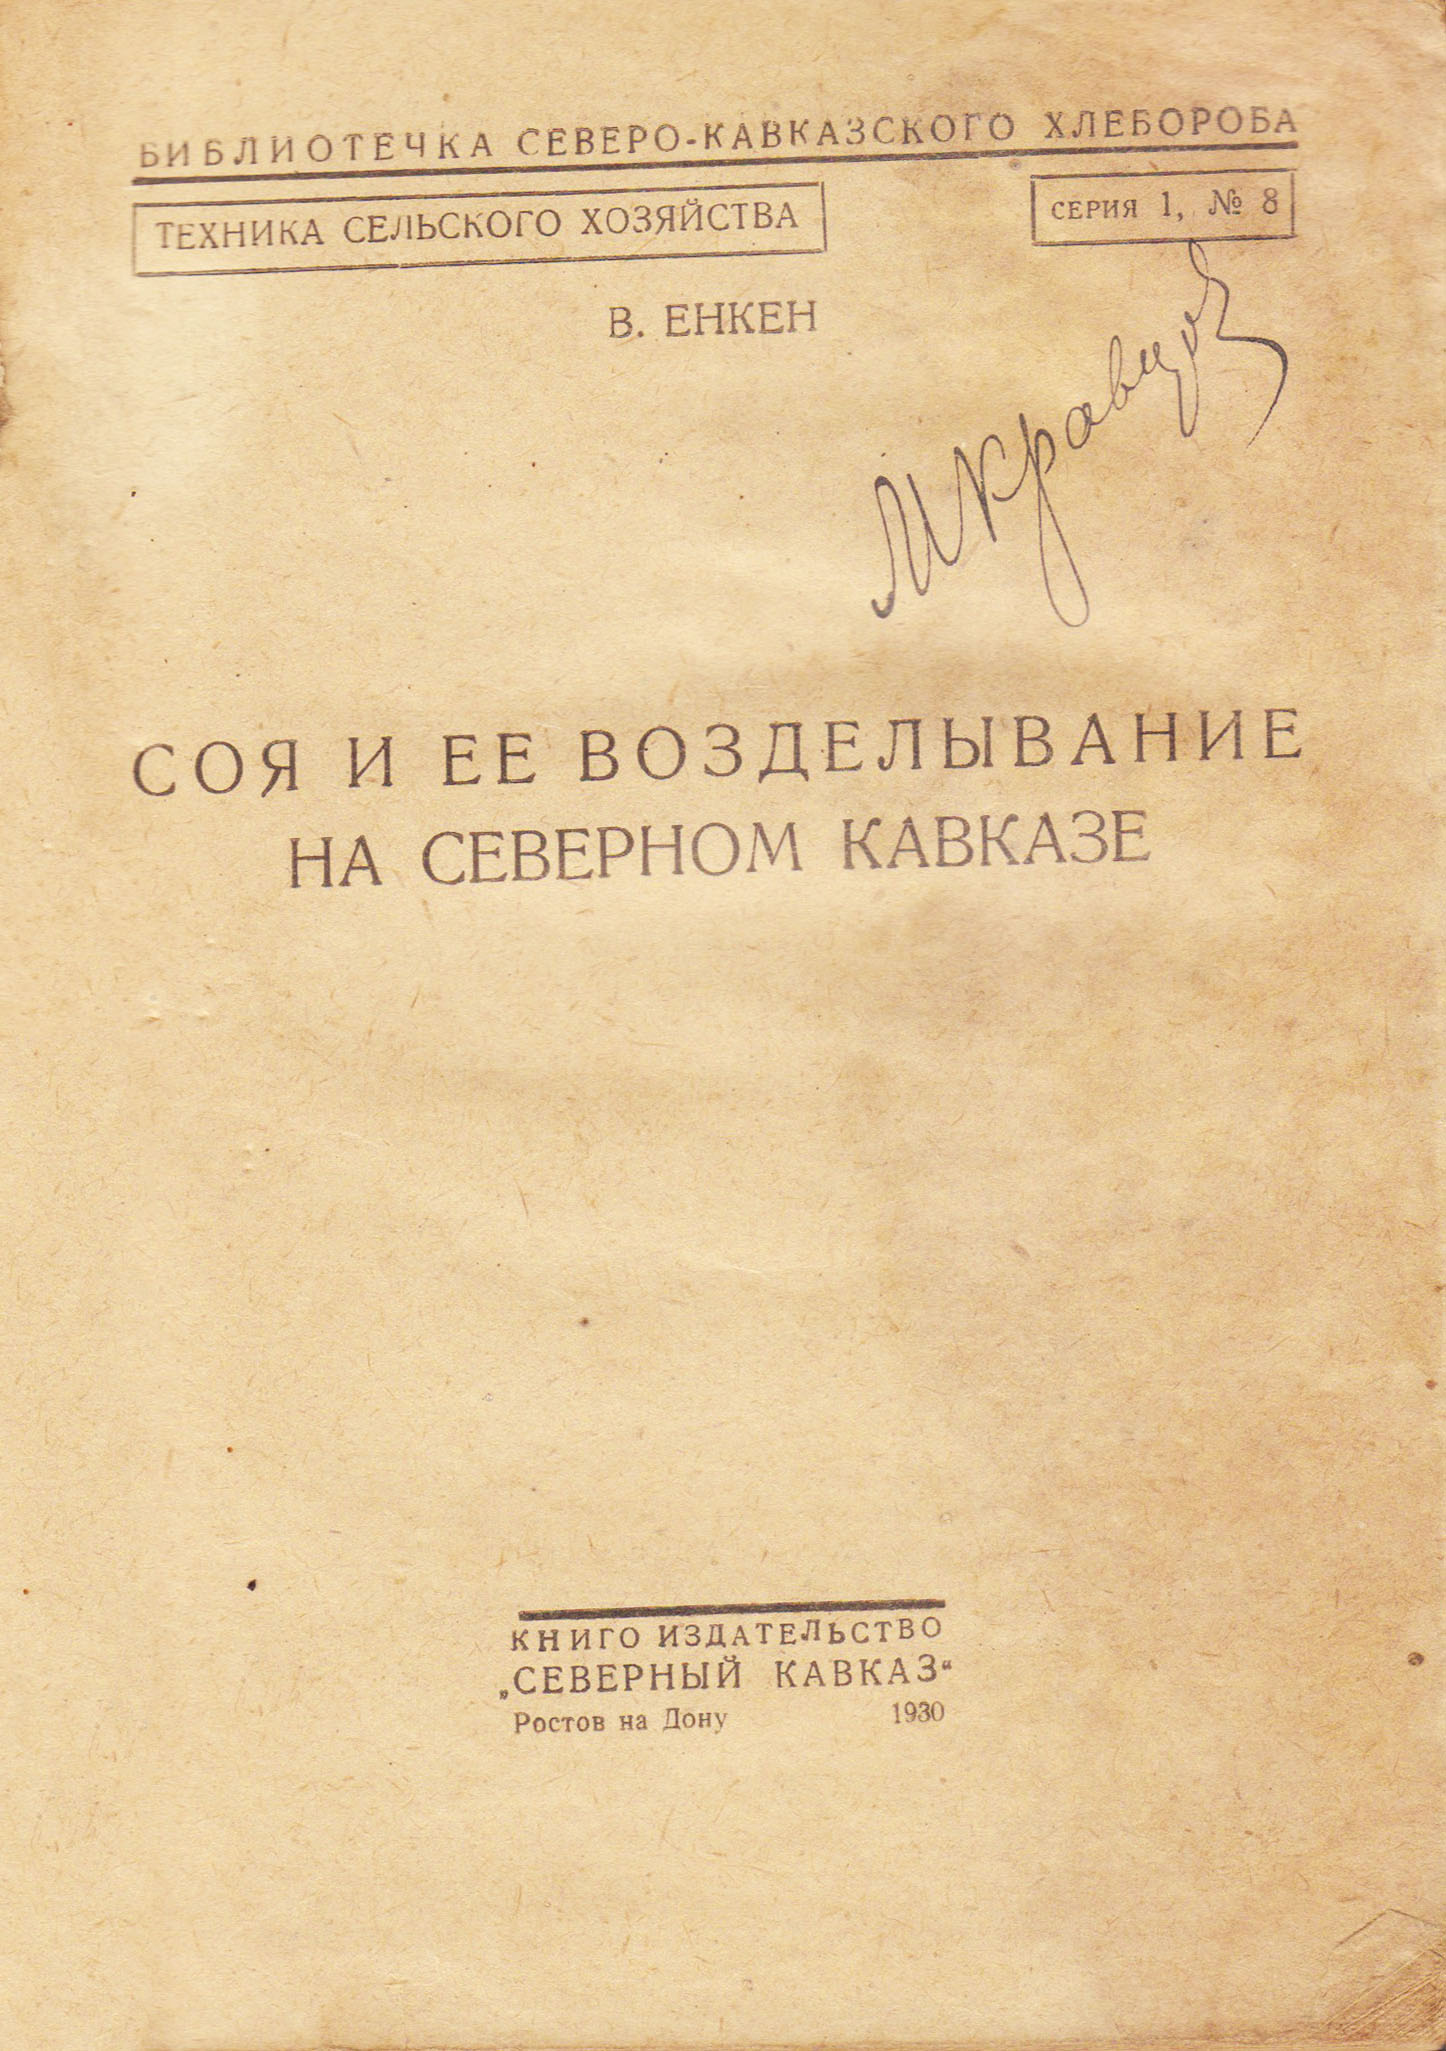 БИБЛИОТЕЧКА СЕВЕРО-КАВКАЗСКОГО ХЛЕБОРОБА
ТЕХНИКА СЕЛЬСКОГО ХОЗЯЙСТВА
СЕРИЯ 1, № 8
В. ЕНКЕН
МКравцов
СОЯ И ЕЕ ВОЗДЕЛЫВАНИЕ
НА СЕВЕРНОМ КАВКАЗЕ
КНИГО ИЗДАТЕЛЬСТВО
„СЕВЕРНЫЙ КАВКАЗ“
Ростов на Дону 1930